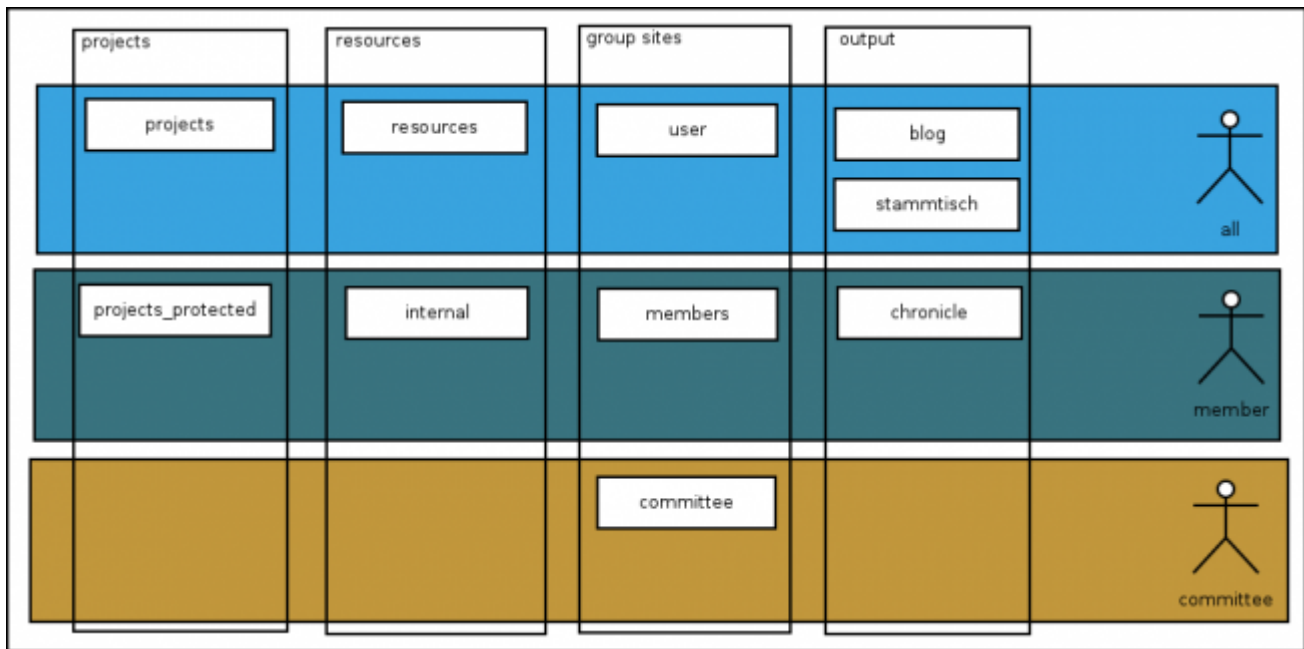 projects
resources
group sites
output
projects
resources
user
blog
stammtisch
all
projects_protected
internal
members
chronicle
member
committee
committee